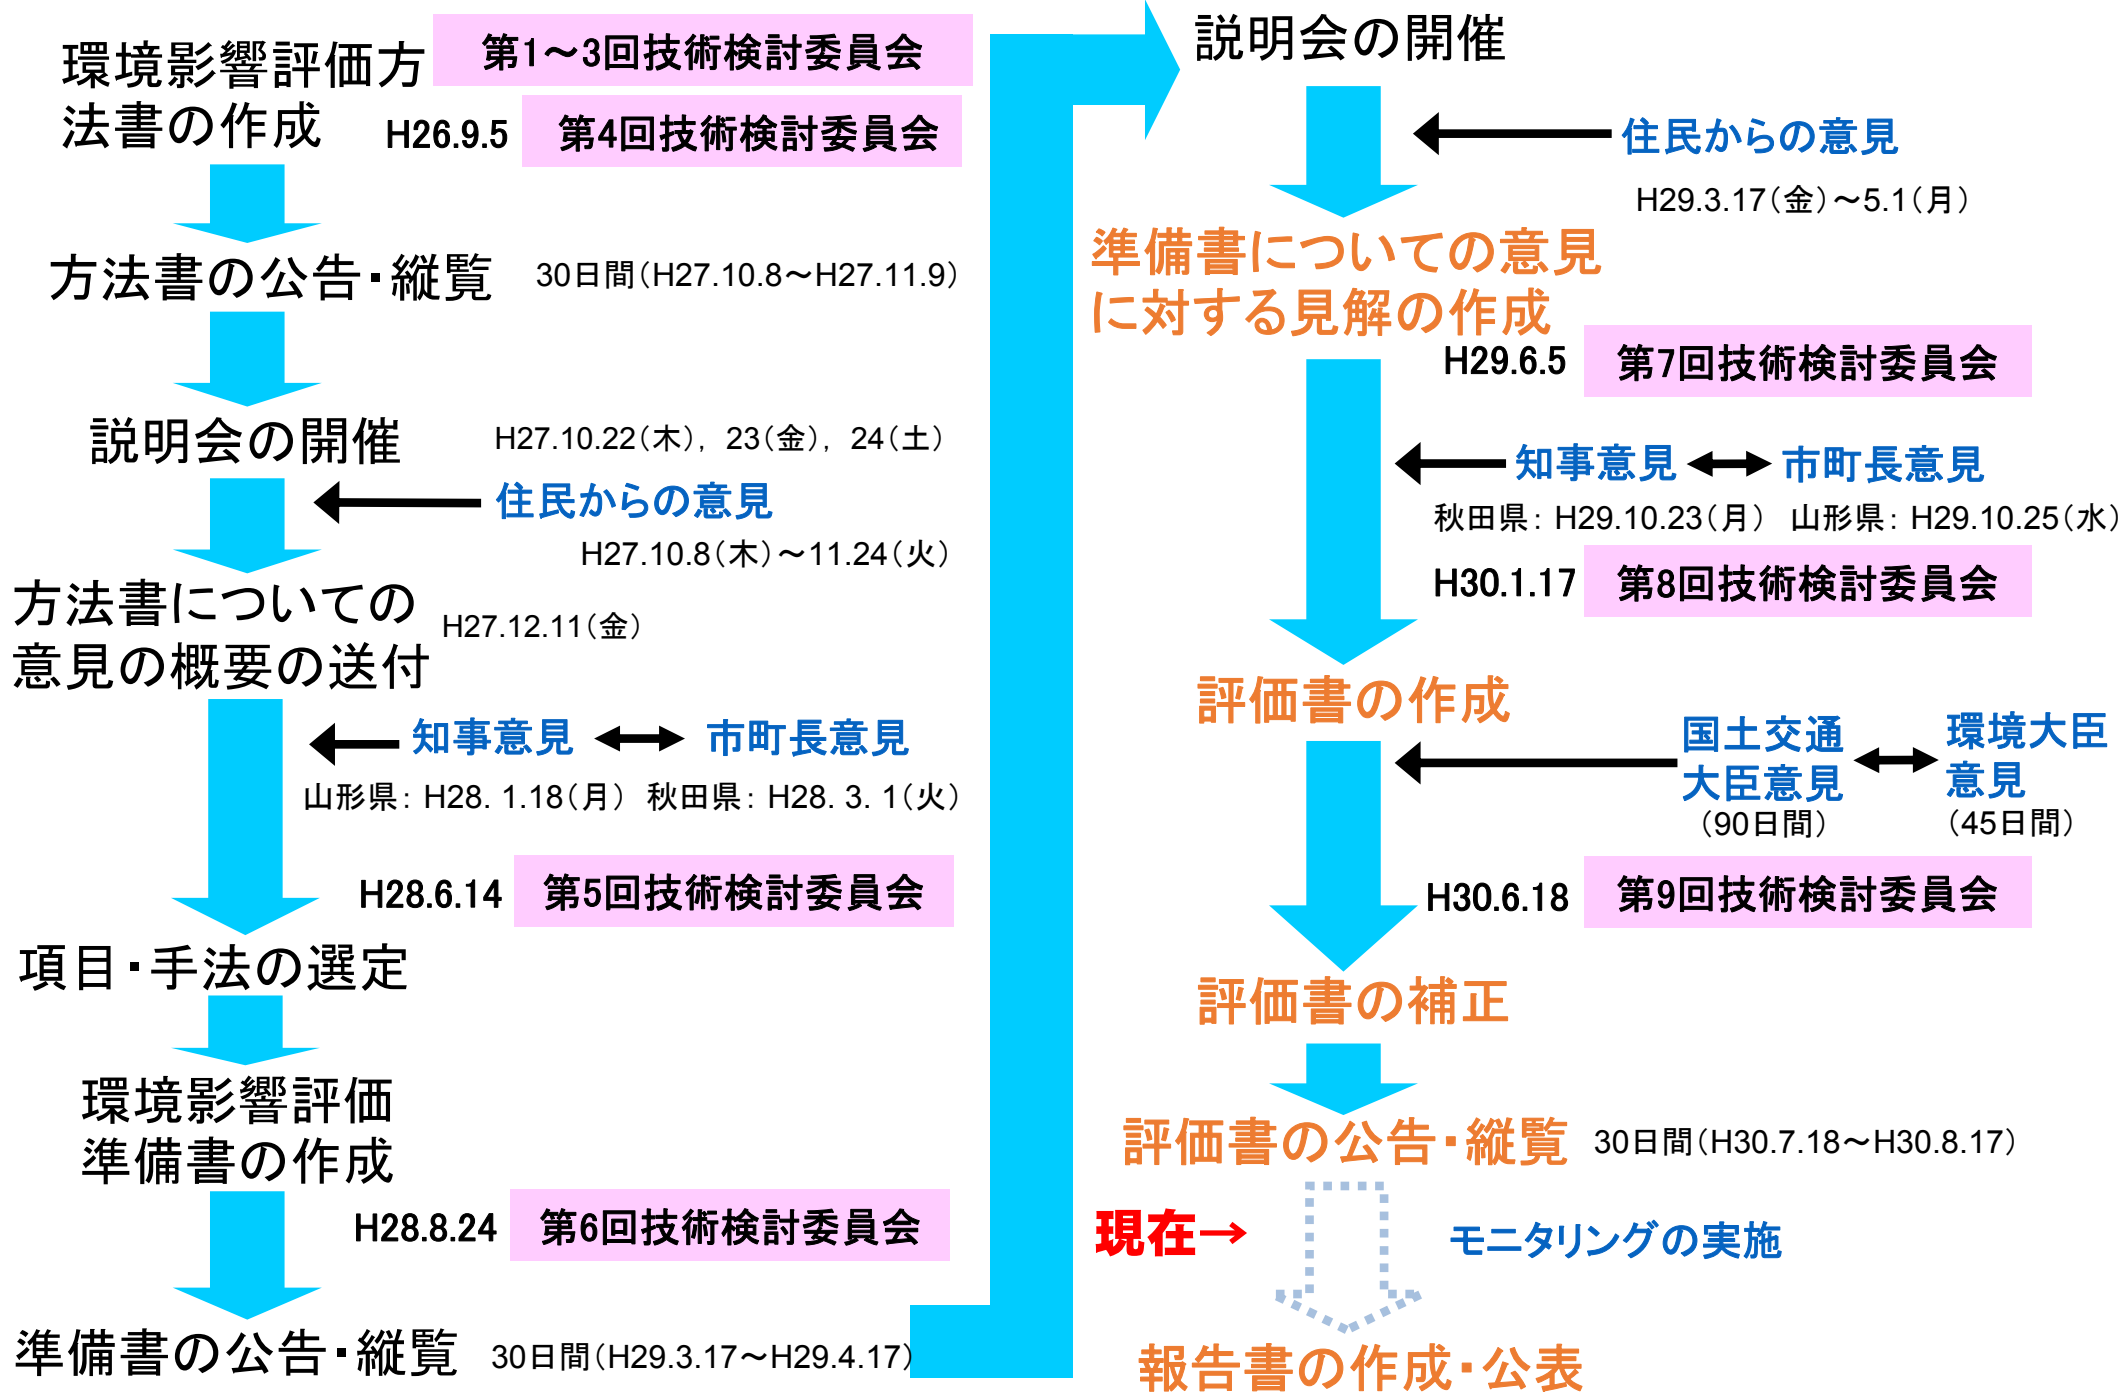 環境影響評価方
法書の作成
第1～3回技術検討委員会
H26.9.5
第4回技術検討委員会
方法書の公告・縦覧
30日間（H27.10.8～H27.11.9）
説明会の開催
H27.10.22（木）， 23（金）， 24（土）
住民からの意見
H27.10.8（木）～11.24（火）
方法書についての
意見の概要の送付
H27.12.11（金）
知事意見
市町長意見
山形県： H28. 1.18（月） 秋田県： H28. 3. 1（火）
H28.6.14
第5回技術検討委員会
項目・手法の選定
環境影響評価
準備書の作成
H28.8.24
第6回技術検討委員会
準備書の公告・縦覧
30日間（H29.3.17～H29.4.17）
説明会の開催
住民からの意見
H29.3.17（金）～5.1（月）
準備書についての意見
に対する見解の作成
H29.6.5
第7回技術検討委員会
知事意見
市町長意見
秋田県： H29.10.23（月） 山形県： H29.10.25（水）
H30.1.17
第8回技術検討委員会
評価書の作成
国土交通
大臣意見
（90日間）
環境大臣
意見
（45日間）
H30.6.18
第9回技術検討委員会
評価書の補正
評価書の公告・縦覧
30日間（H30.7.18～H30.8.17）
現在→
モニタリングの実施
報告書の作成・公表